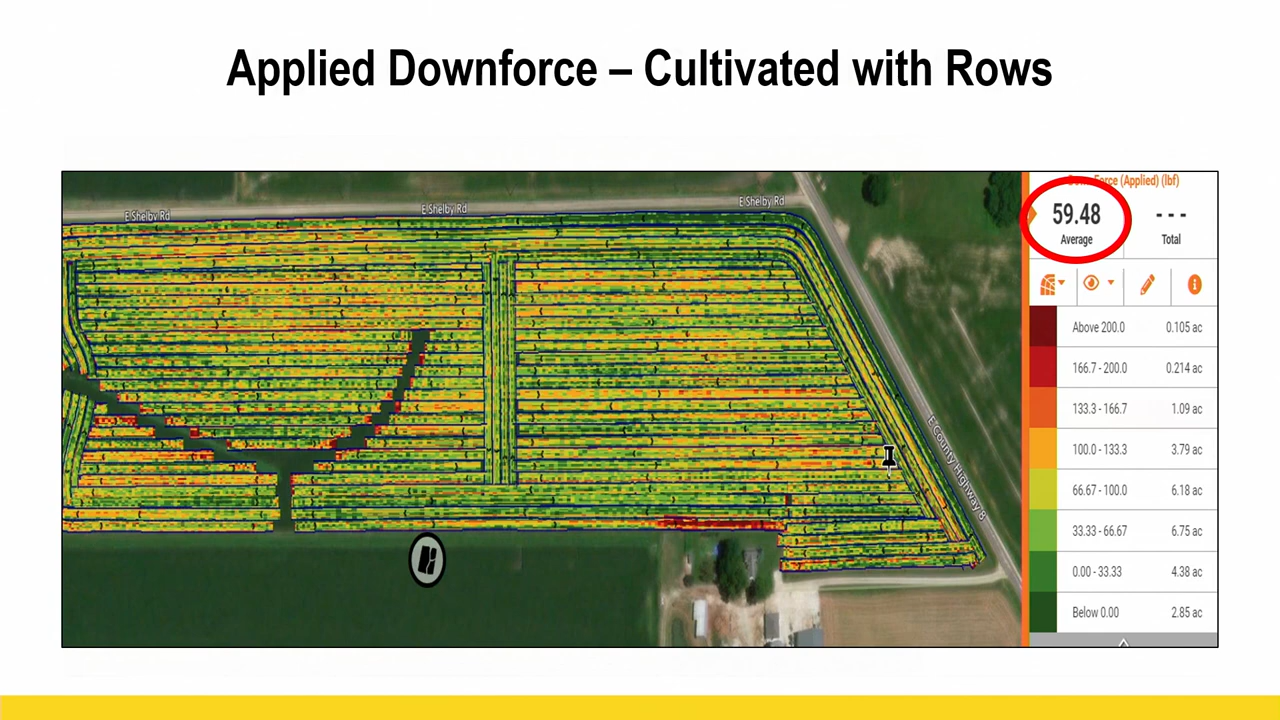 Applied Downforce – Cultivated with Rows
E Shelby Rd
E Shelby Rd
E Shelby Rd
E County Highway 8
Force (Applied) (lbf)
59.48
- - -
Average
Total
Above 200.0 0.105 ac
166.7 - 200.0 0.214 ac
133.3 - 166.7 1.09 ac
100.0 - 133.3 3.79 ac
66.67 - 100.0 6.18 ac
33.33 - 66.67 6.75 ac
0.00 - 33.33 4.38 ac
Below 0.00 2.85 ac